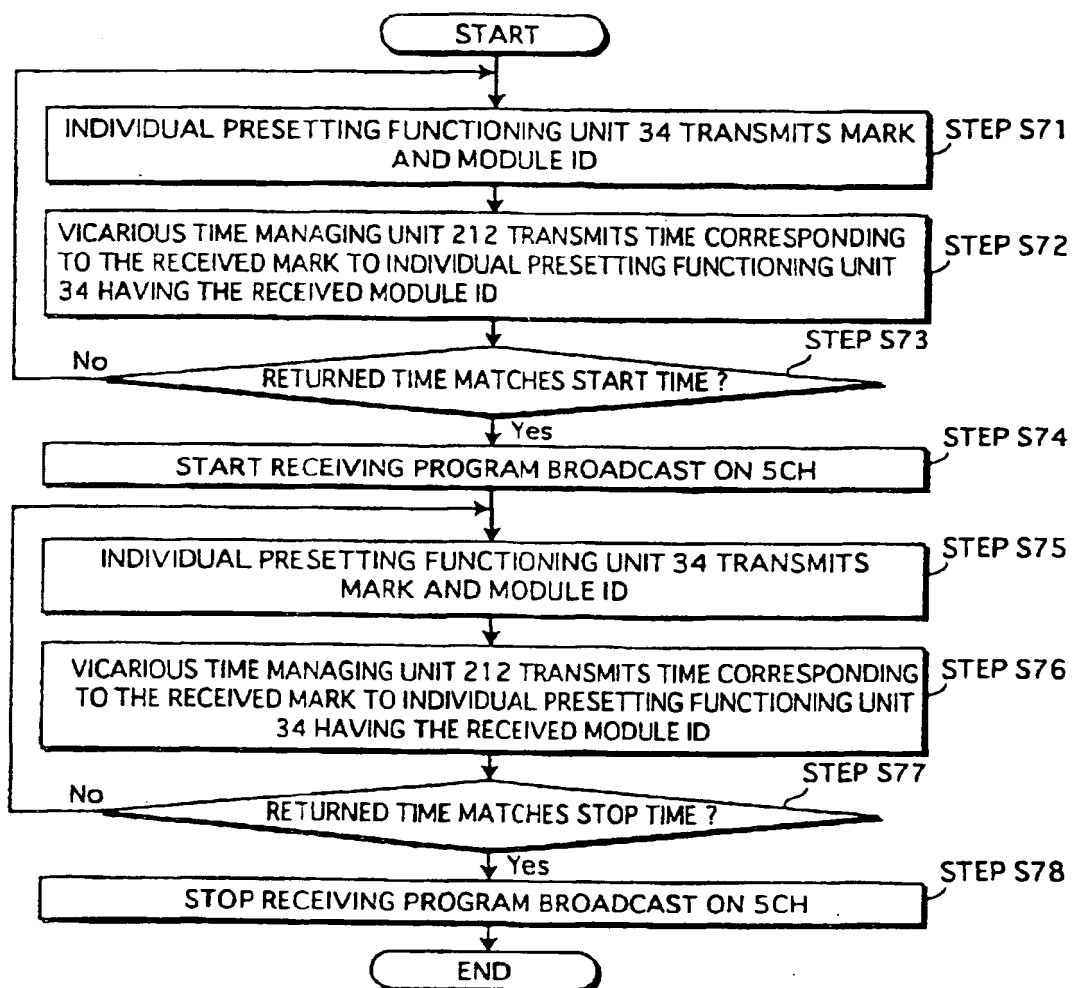 START
INDIVIDUAL PRESETTING FUNCTIONING UNIT 34 TRANSMITS MARK
AND MODULE ID
STEP S71
VICARIOUS TIME MANAGING UNIT 212 TRANSMITS TIME CORRESPONDING
TO THE RECEIVED MARK TO INDIVIDUAL PRESETTING FUNCTIONING UNIT
34 HAVING THE RECEIVED MODULE ID
STEP S72
STEP S73
No
RETURNED TIME MATCHES START TIME ?
Yes
STEP S74
START RECEIVING PROGRAM BROADCAST ON 5CH
INDIVIDUAL PRESETTING FUNCTIONING UNIT 34 TRANSMITS
MARK AND MODULE ID
STEP S75
VICARIOUS TIME MANAGING UNIT 212 TRANSMITS TIME CORRESPONDING
TO THE RECEIVED MARK TO INDIVIDUAL PRESETTING FUNCTIONING UNIT
34 HAVING THE RECEIVED MODULE ID
STEP S76
STEP S77
No
RETURNED TIME MATCHES STOP TIME ?
Yes
STEP S78
STOP RECEIVING PROGRAM BROADCAST ON 5CH
END